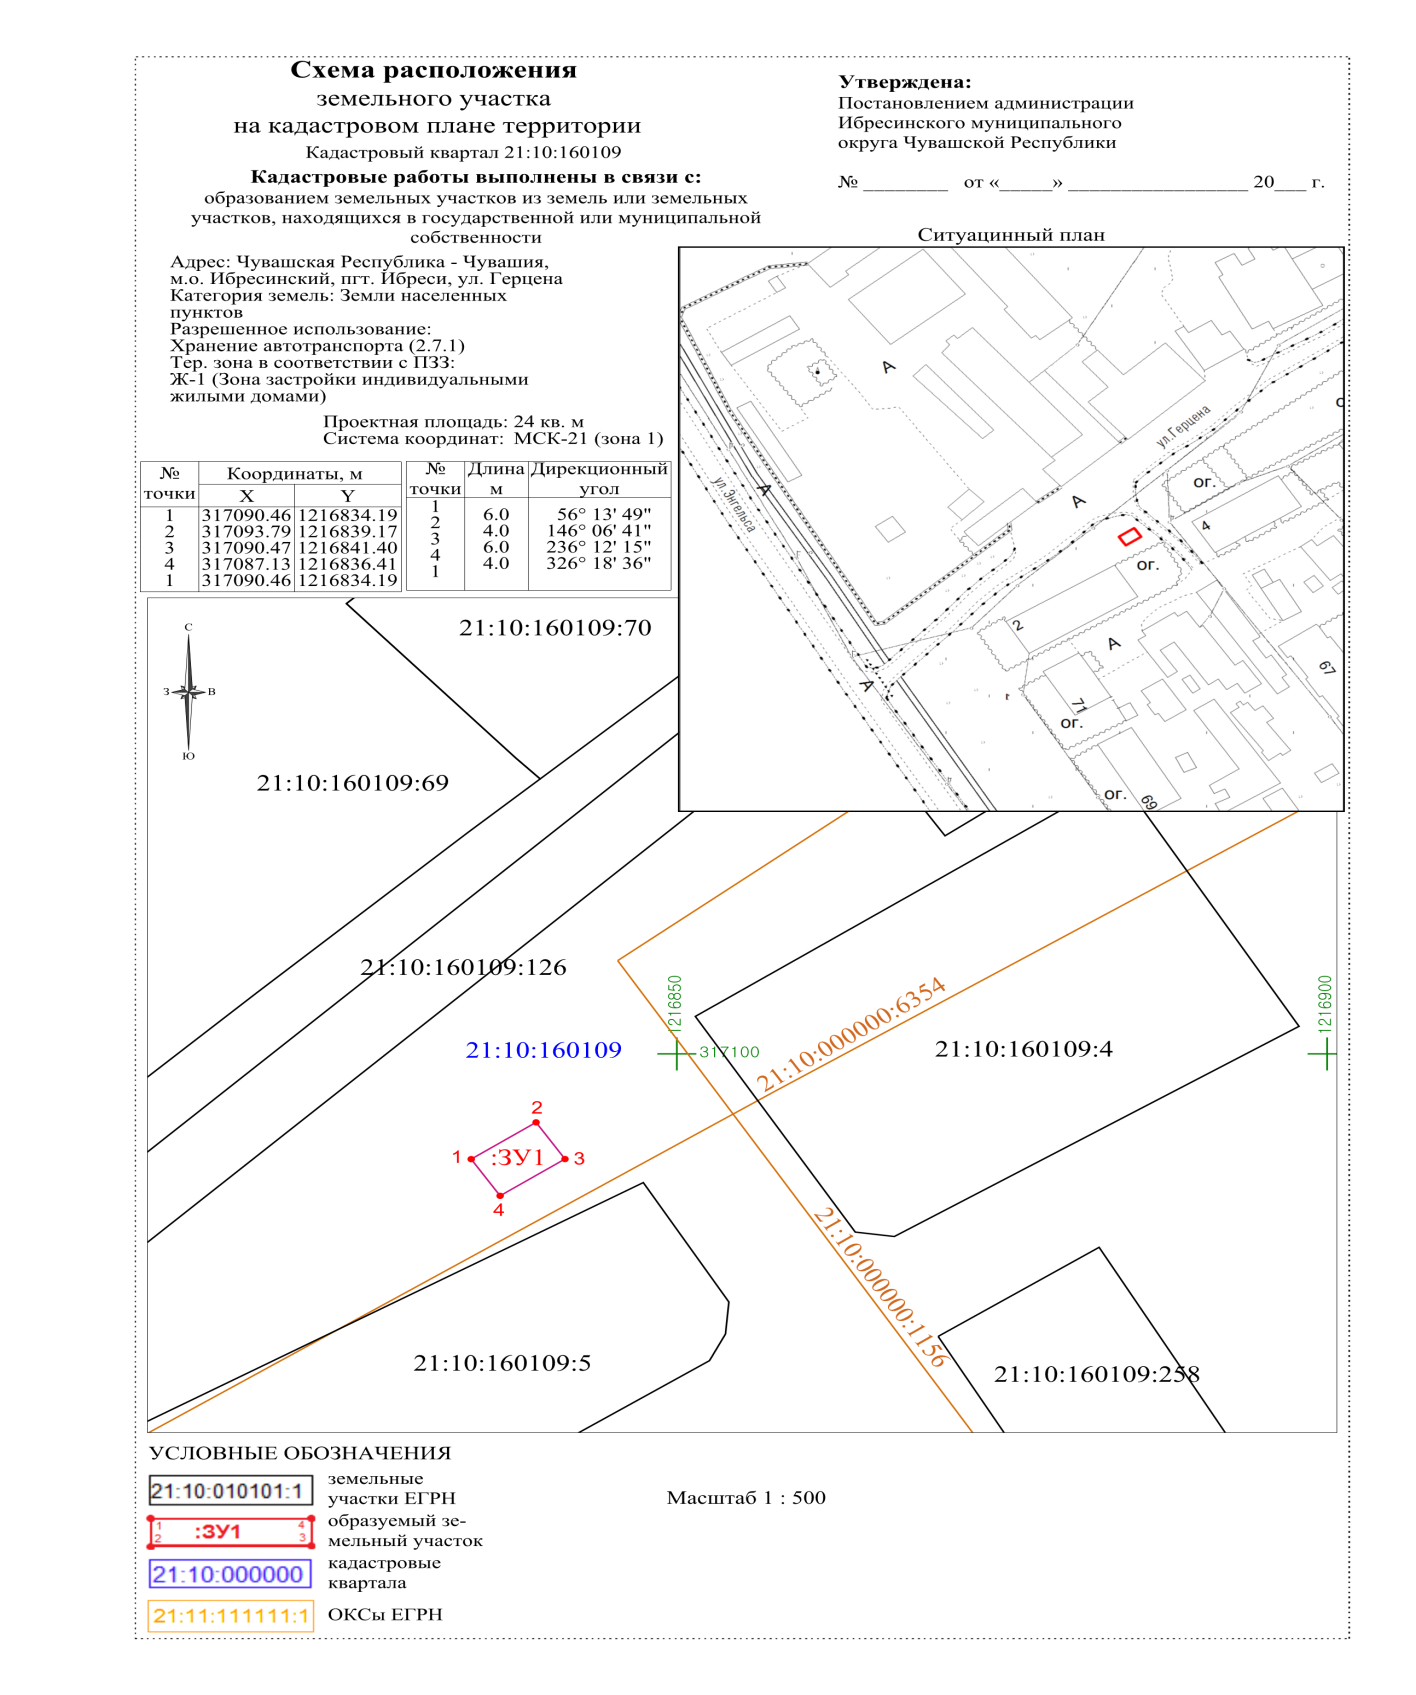 Схема расположения
земельного участка
на кадастровом плане территории
Кадастровый квартал 21:10:160109
Кадастровые работы выполнены в связи с:
образованием земельных участков из земель или земельных
участков, находящихся в государственной или муниципальной
собственности
Утверждена:
Постановлением администрации
Ибресинского муниципального
округа Чувашской Республики
№ ________ от «_____» _________________ 20___ г.
Адрес: Чувашская Республика - Чувашия,
м.о. Ибресинский, пгт. Ибреси, ул. Герцена
Категория земель: Земли населенных
пунктов
Разрешенное использование:
Хранение автотранспорта (2.7.1)
Тер. зона в соответствии с ПЗЗ:
Ж-1 (Зона застройки индивидуальными
жилыми домами)
Проектная площадь: 24 кв. м
Система координат: МСК-21 (зона 1)
№ точки Координаты, м
X Y
1 317090.46 1216834.19
2 317093.79 1216839.17
3 317090.47 1216841.40
4 317087.13 1216836.41
1 317090.46 1216834.19
№ Длина Дирекционный
точки м угол
1
6.0 56° 13' 49"
2
4.0 146° 06' 41"
3
6.0 236° 12' 15"
4
4.0 326° 18' 36"
1
Ситуацинный план
А
ул.Герцена
ул.Энгельса
А
А
ог.
4
ог.
2
А
А
67
71
ог.
ог.
69
С
З В
Ю
21:10:160109:70
21:10:160109:69
21:10:160109:126
21:10:160109
1216850
317100
1216900
21:10:000000:6354
21:10:160109:4
2
1 :ЗУ1 3
4
21:10:000000:1156
21:10:160109:5
21:10:160109:258
УСЛОВНЫЕ ОБОЗНАЧЕНИЯ
21:10:010101:1
земельные
участки ЕГРН
1 :ЗУ1 4
2 3
образуемый зе-
мельный участок
21:10:000000
кадастровые
квартала
21:11:111111:1
ОКСы ЕГРН
Масштаб 1 : 500